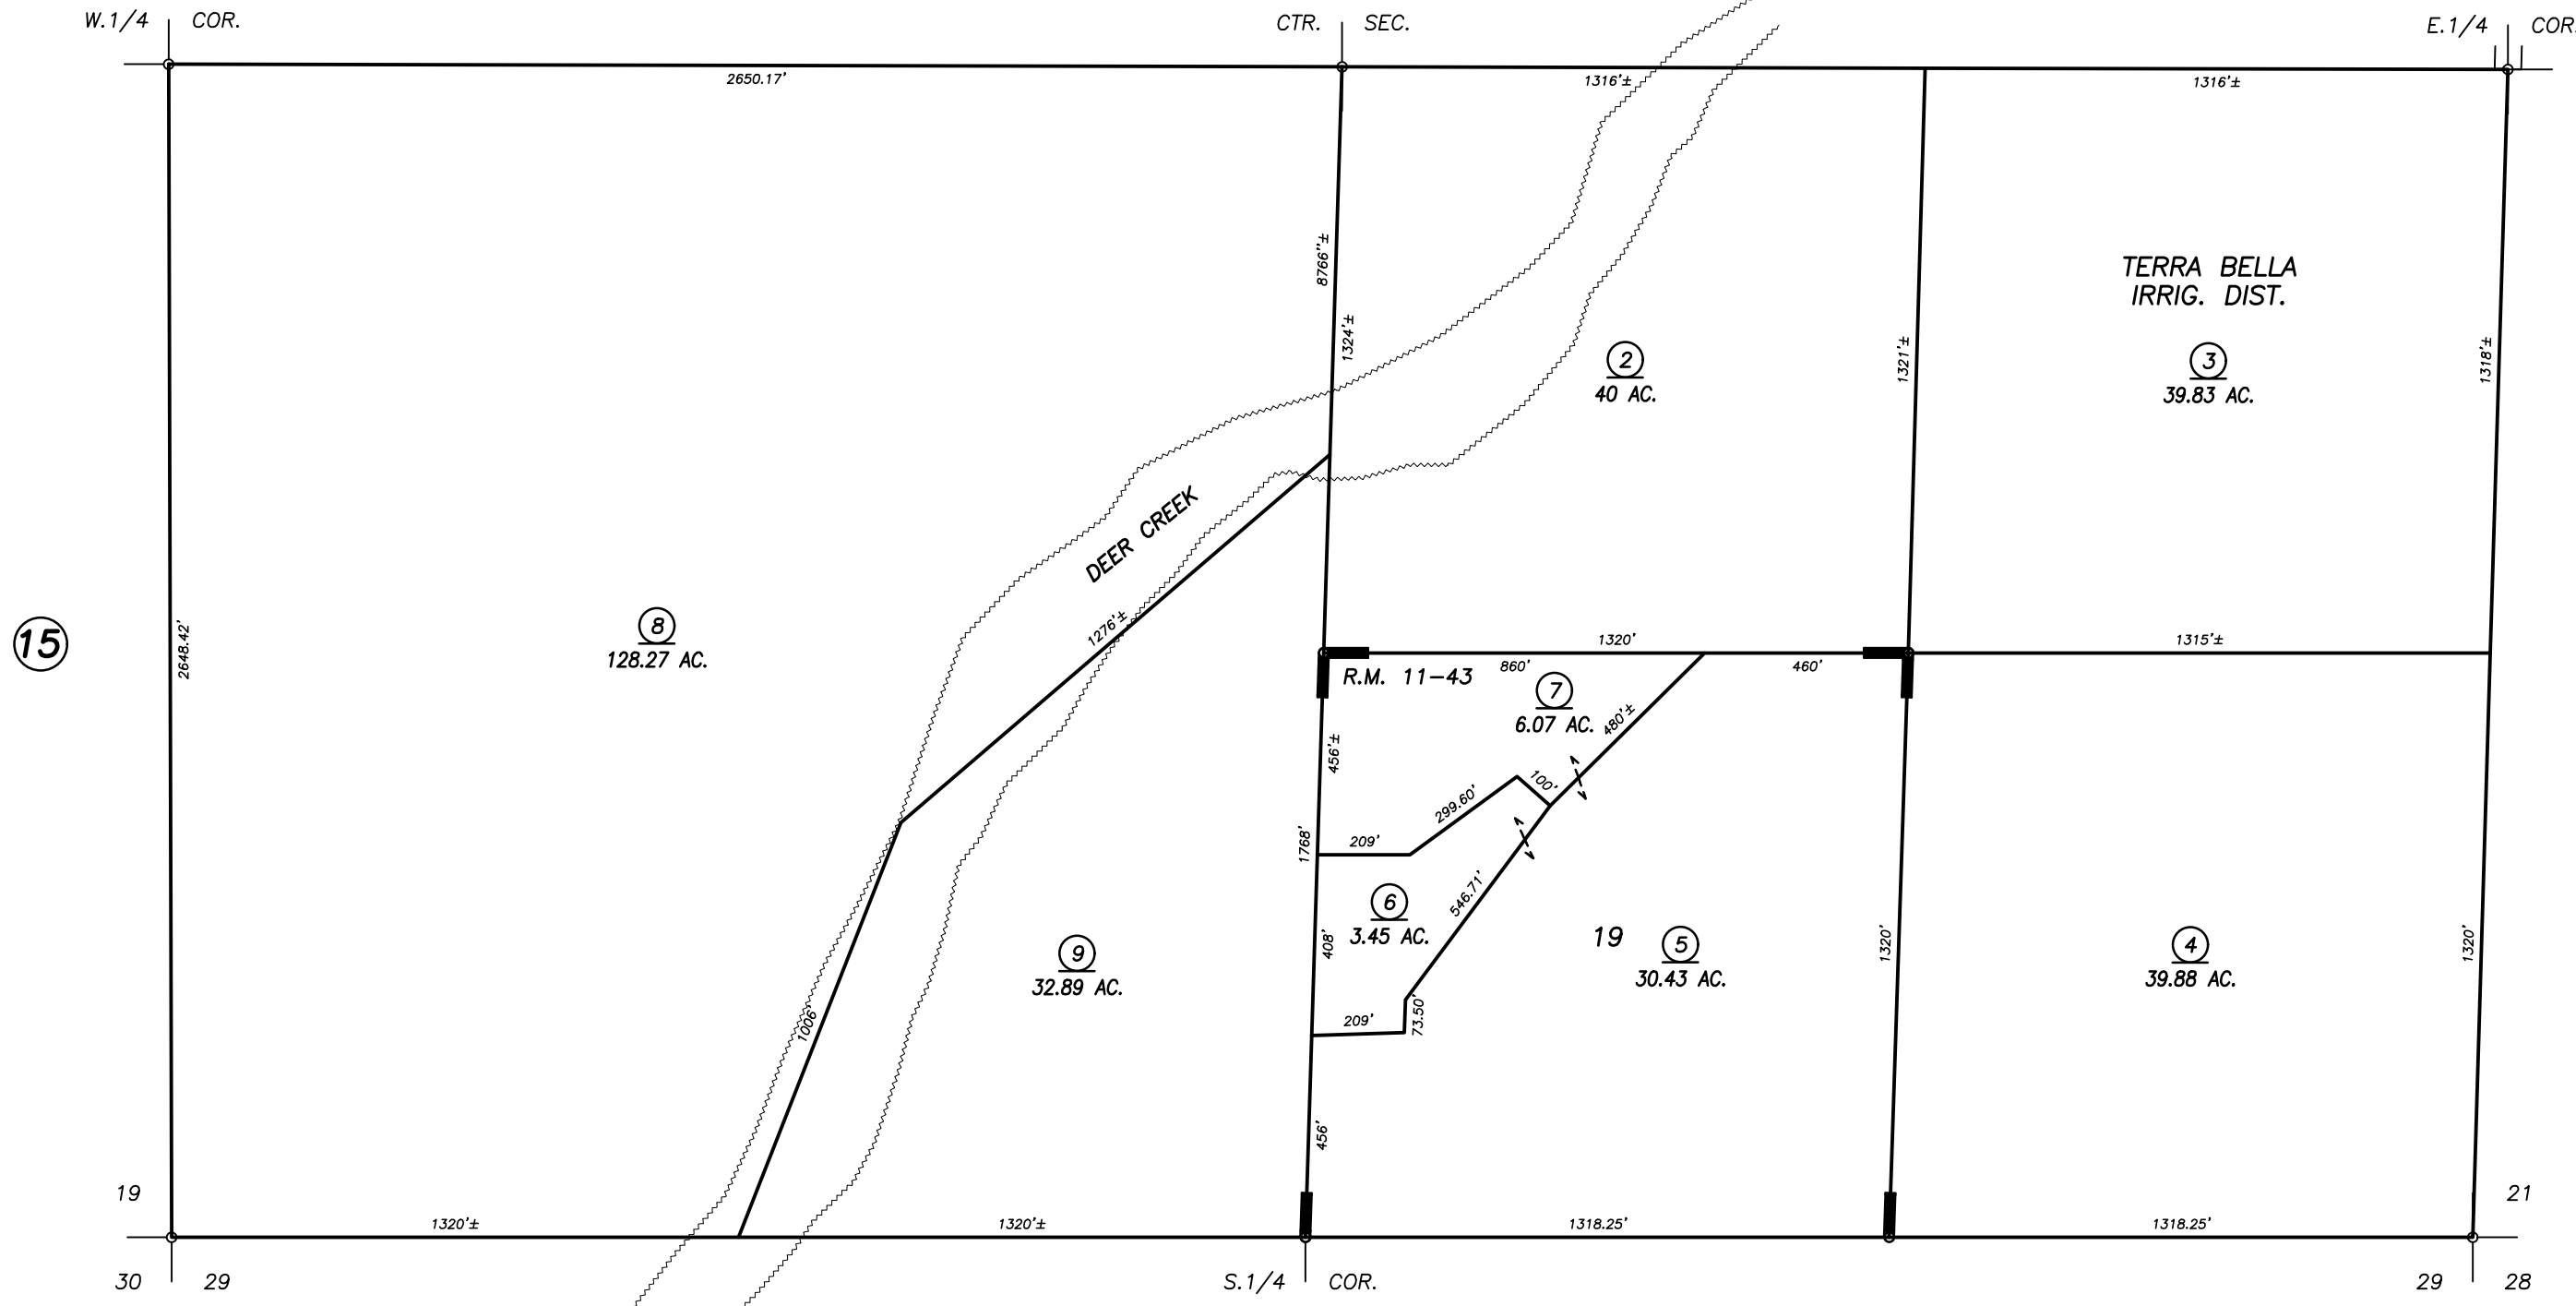 W.1/4 COR.
CTR. SEC.
E.1/4 COR.
2650.17'
1316'±
1316'±
8766"±
1324'±
TERRA BELLA
IRRIG. DIST.
2
40 AC.
1321'±
3
39.83 AC.
1318'±
DEER CREEK
1276'±
15
2648.42'
8
128.27 AC.
1320'
1315'±
860'
460'
R.M. 11-43
7
6.07 AC.
480'±
456'±
100'
299.60'
209'
1768'
6
3.45 AC.
546.71'
408'
19
5
30.43 AC.
1320'
4
39.88 AC.
1320'
9
32.89 AC.
1006'
209'
73.50'
456'
19
21
1320'±
1320'±
1318.25'
1318.25'
30 29
S.1/4 COR.
29 28